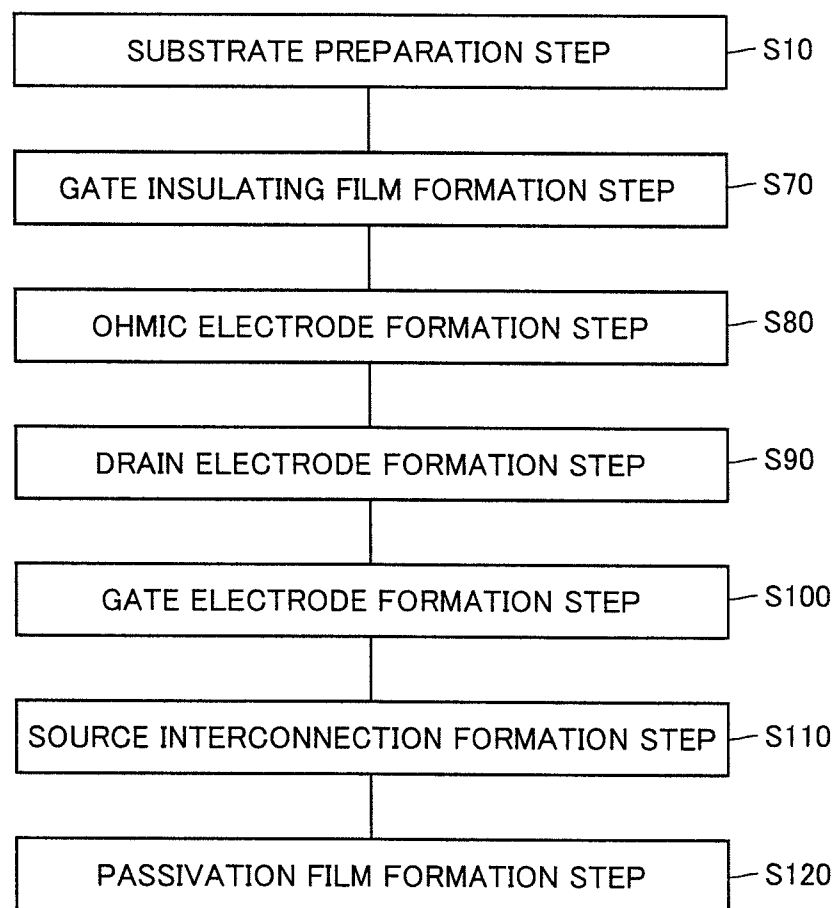 SUBSTRATE PREPARATION STEP S10
GATE INSULATING FILM FORMATION STEP S70
OHMIC ELECTRODE FORMATION STEP S80
DRAIN ELECTRODE FORMATION STEP S90
GATE ELECTRODE FORMATION STEP S100
SOURCE INTERCONNECTION FORMATION STEP S110
PASSIVATION FILM FORMATION STEP S120